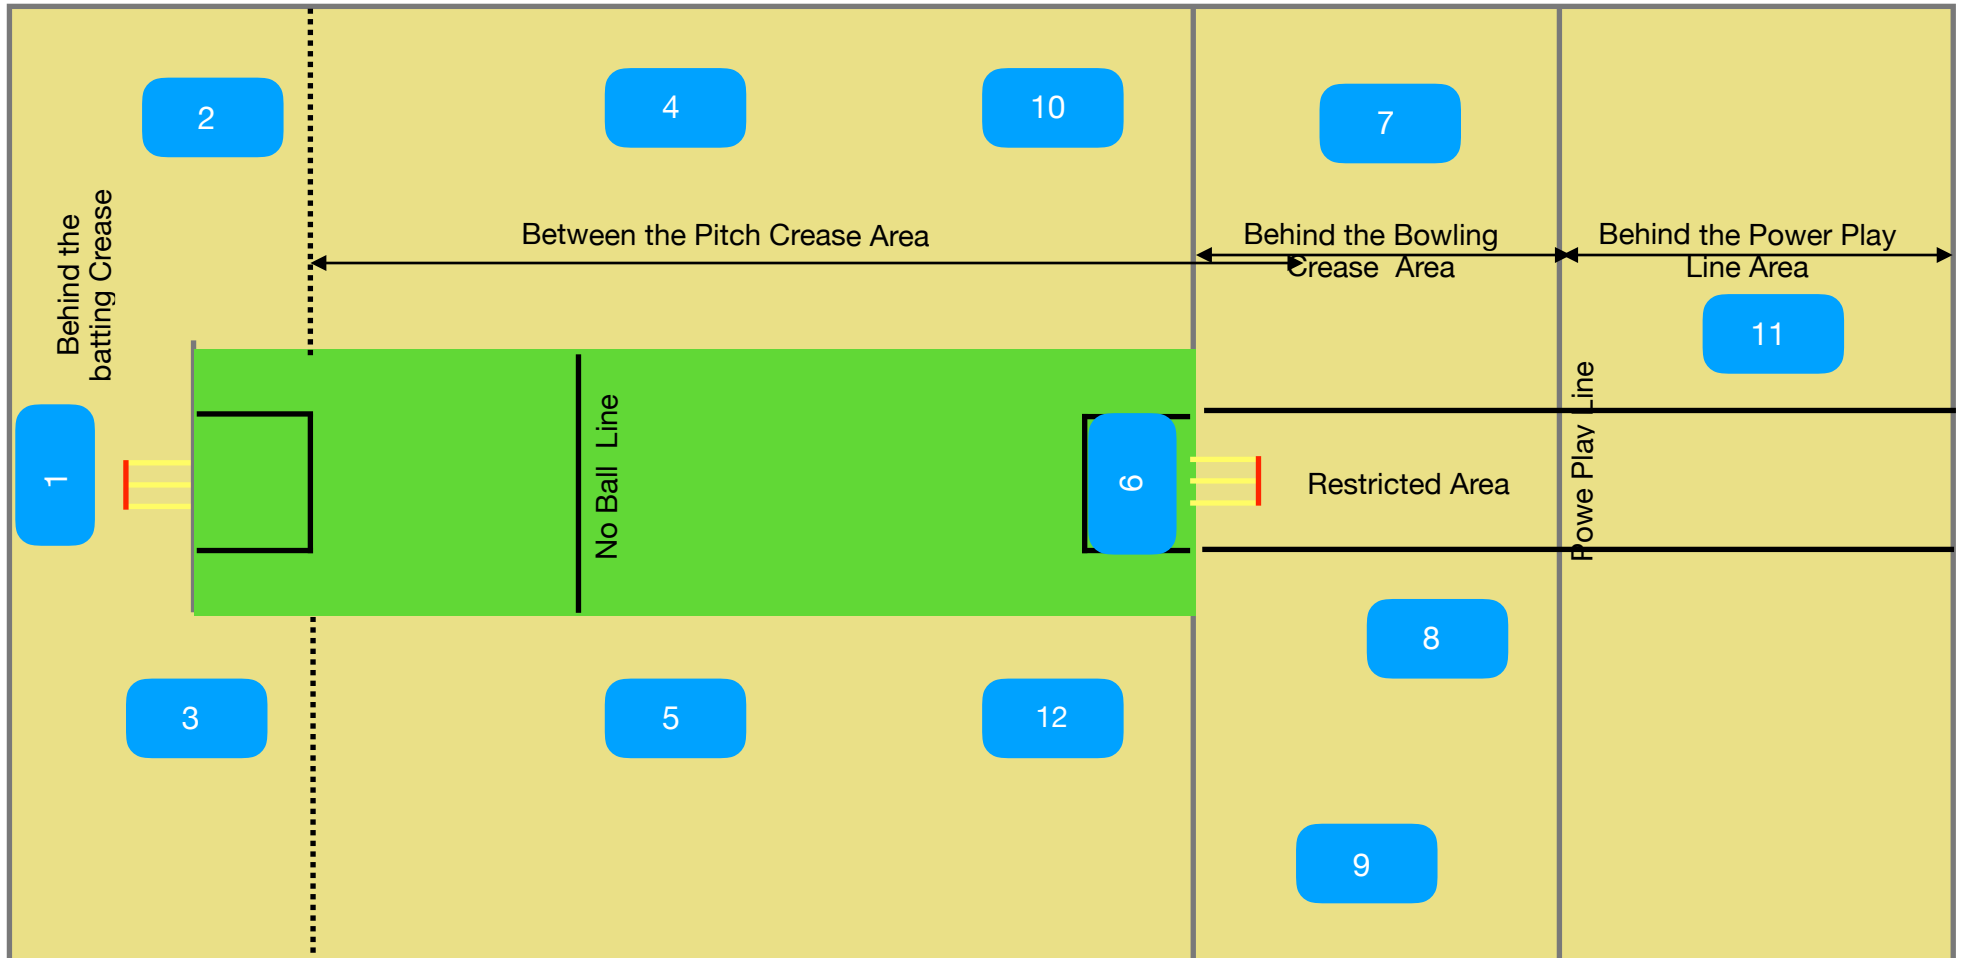 2
4
10
7
Behind the
batting Crease
Between the Pitch Crease Area
Behind the Bowling
Crease Area
Behind the Power Play
Line Area
11
1
No Ball Line
6
Restricted Area
Powe Play Line
8
3
5
12
9